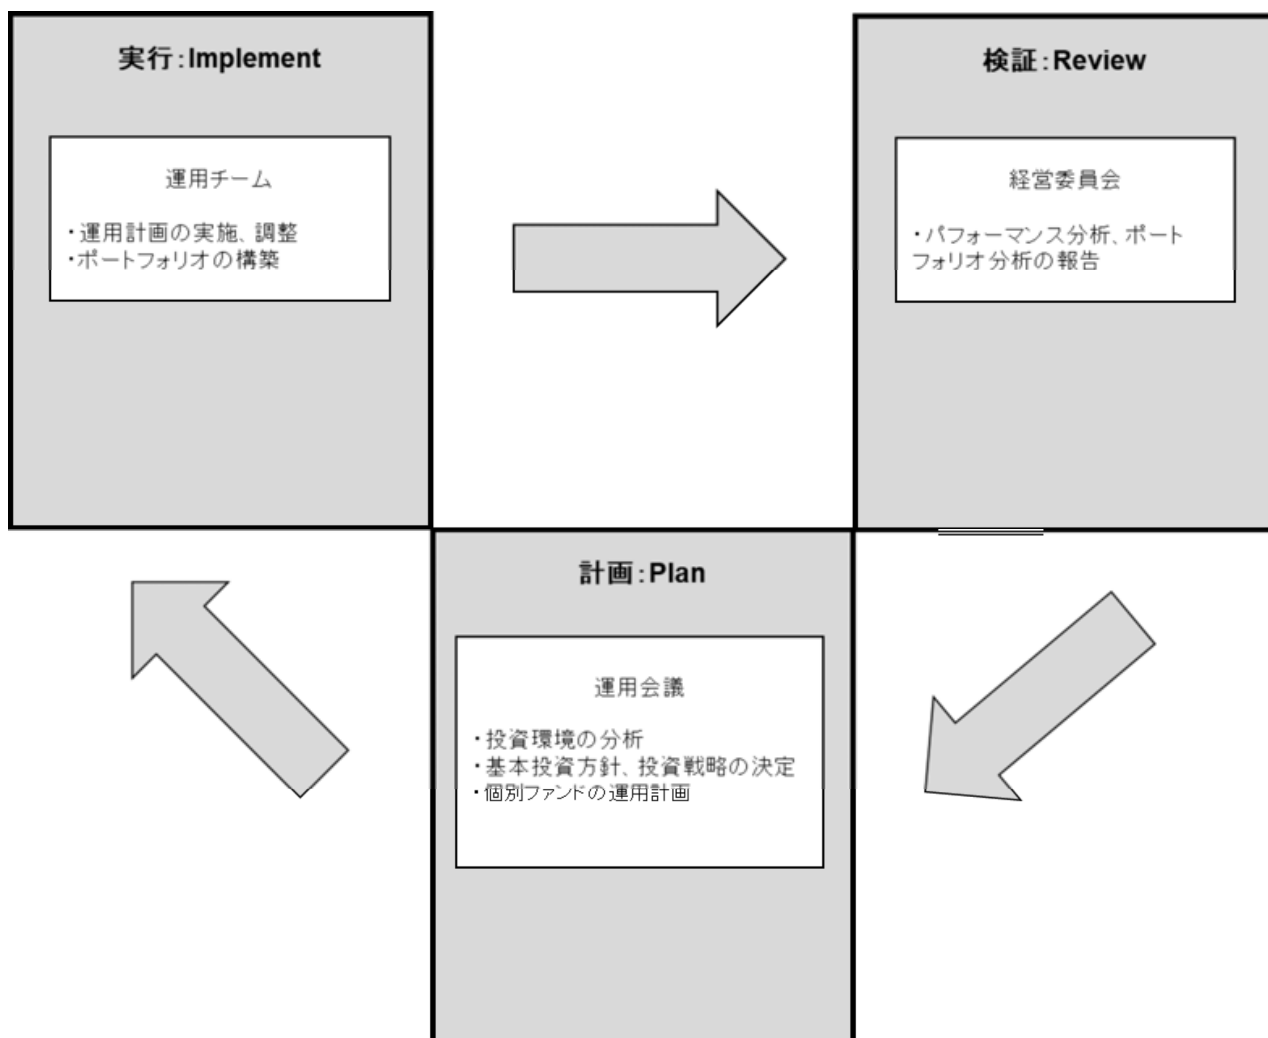 実行：Implement
運用チーム
・運用計画の実施、調整
・ポートフォリオの構築
検証：Review
経営委員会
・パフォーマンス分析、ポート
フォリオ分析の報告
計画：Plan
運用会議
・投資環境の分析
・基本投資方針、投資戦略の決定
・個別ファンドの運用計画